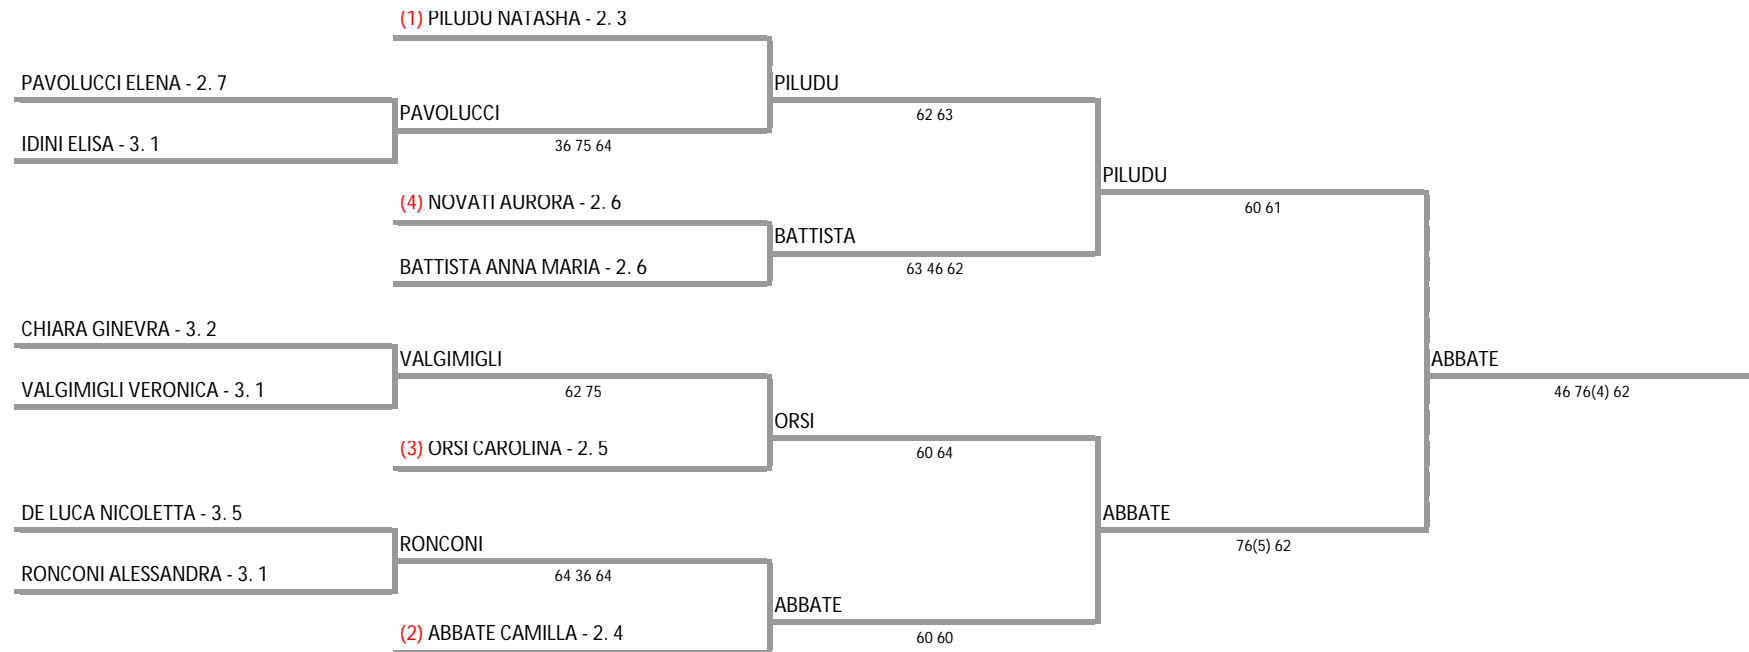 (1) PILUDU NATASHA - 2. 3
PAVOLUCCI ELENA - 2. 7
PILUDU
PAVOLUCCI
62 63
IDINI ELISA - 3. 1
36 75 64
PILUDU
(4) NOVATI AURORA - 2. 6
60 61
BATTISTA
BATTISTA ANNA MARIA - 2. 6
63 46 62
CHIARA GINEVRA - 3. 2
VALGIMIGLI
ABBATE
VALGIMIGLI VERONICA - 3. 1
62 75
46 76(4) 62
ORSI
(3) ORSI CAROLINA - 2. 5
60 64
DE LUCA NICOLETTA - 3. 5
ABBATE
RONCONI
76(5) 62
RONCONI ALESSANDRA - 3. 1
64 36 64
ABBATE
(2) ABBATE CAMILLA - 2. 4
60 60